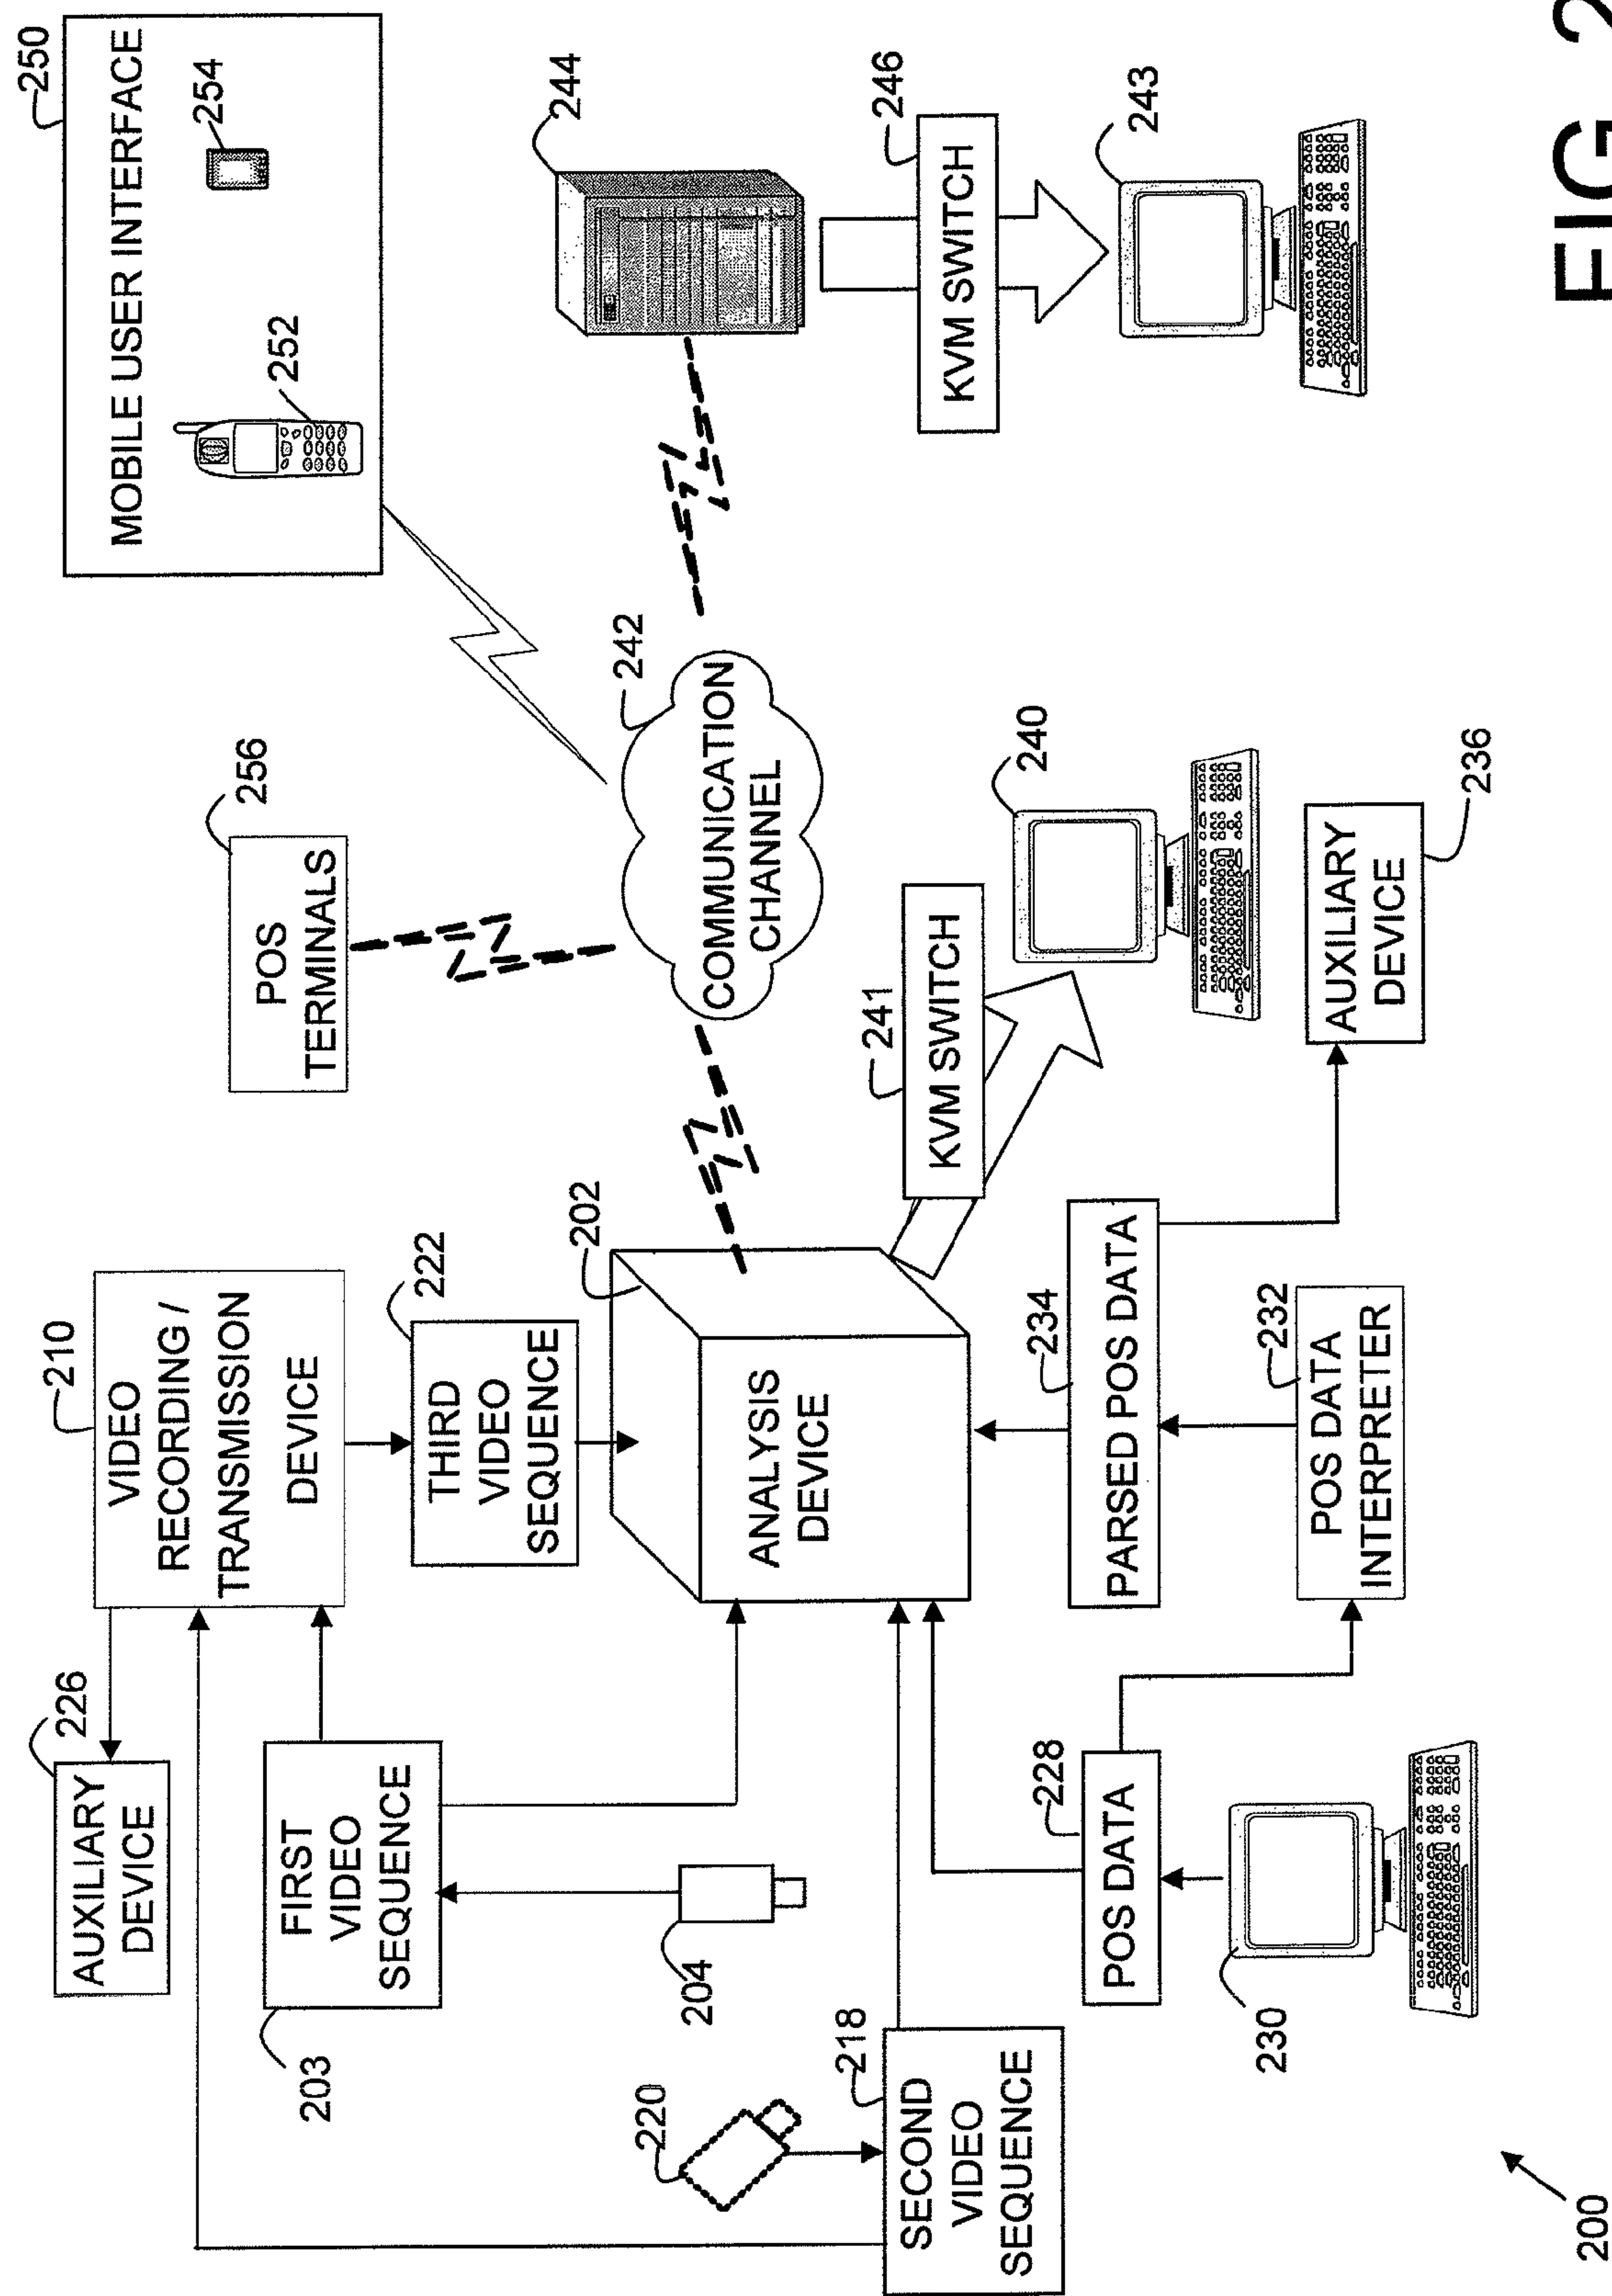 250
MOBILE USER INTERFACE
254
252
244
246
KVM SWITCH
243
256
POS
TERMINALS
242
COMMUNICATION
CHANNEL
240
241
KVM SWITCH
AUXILIARY
DEVICE
236
210
VIDEO
RECORDING /
TRANSMISSION
DEVICE
222
THIRD
VIDEO
SEQUENCE
202
ANALYSIS
DEVICE
234
PARSED POS DATA
232
POS DATA
INTERPRETER
226
AUXILIARY
DEVICE
FIRST
VIDEO
SEQUENCE
203
204
220
218
SECOND
VIDEO
SEQUENCE
228
POS DATA
230
200
FIG. 2